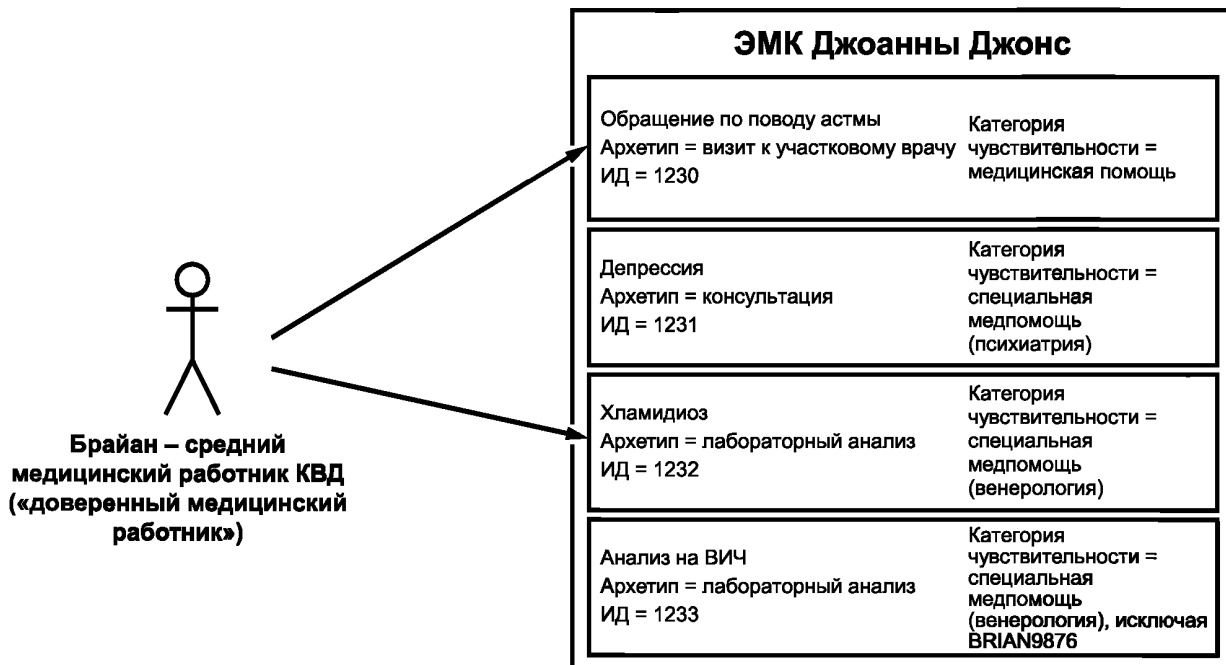 ЭМК Джоанны Джонс
Обращение по поводу астмы
Архетип = визит к участковому врачу
ИД = 1230
Категория
чувствительности =
медицинская помощь
Депрессия
Архетип = консультация
ИД = 1231
Категория
чувствительности =
специальная
медпомощь
(психиатрия)
Хламидиоз
Архетип = лабораторный анализ
ИД = 1232
Категория
чувствительности =
специальная
медпомощь
(венерология)
Анализ на ВИЧ
Архетип = лабораторный анализ
ИД = 1233
Категория
чувствительности =
специальная
медпомощь
(венерология), исключая
BRIAN9876
Брайан – средний
медицинский работник КВД
(«доверенный медицинский
работник»)